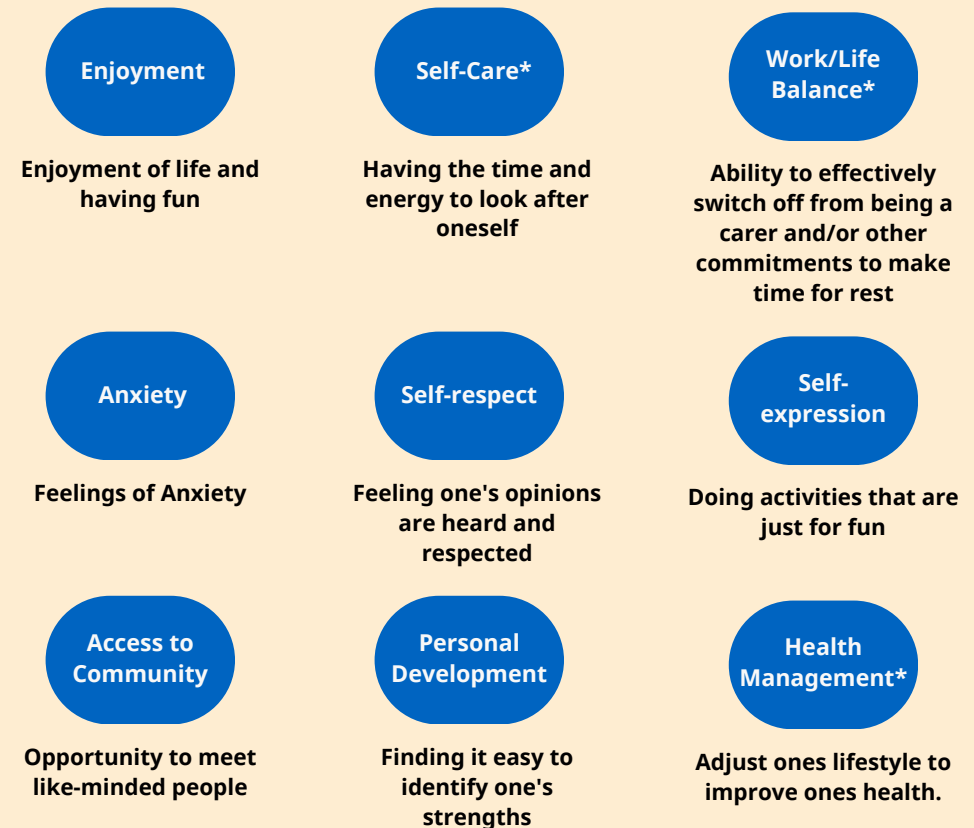 Enjoyment
Enjoyment of life and
having fun
Self-Care*
Having the time and
energy to look after
oneself
Work/Life
Balance*
Ability to effectively
switch off from being a
carer and/or other
commitments to make
time for rest
Anxiety
Feelings of Anxiety
Self-respect
Feeling one's opinions
are heard and
respected
Self-
expression
Doing activities that are
just for fun
Access to
Community
Opportunity to meet
like-minded people
Personal
Development
Finding it easy to
identify one's
strengths
Health
Management*
Adjust ones lifestyle to
improve ones health.